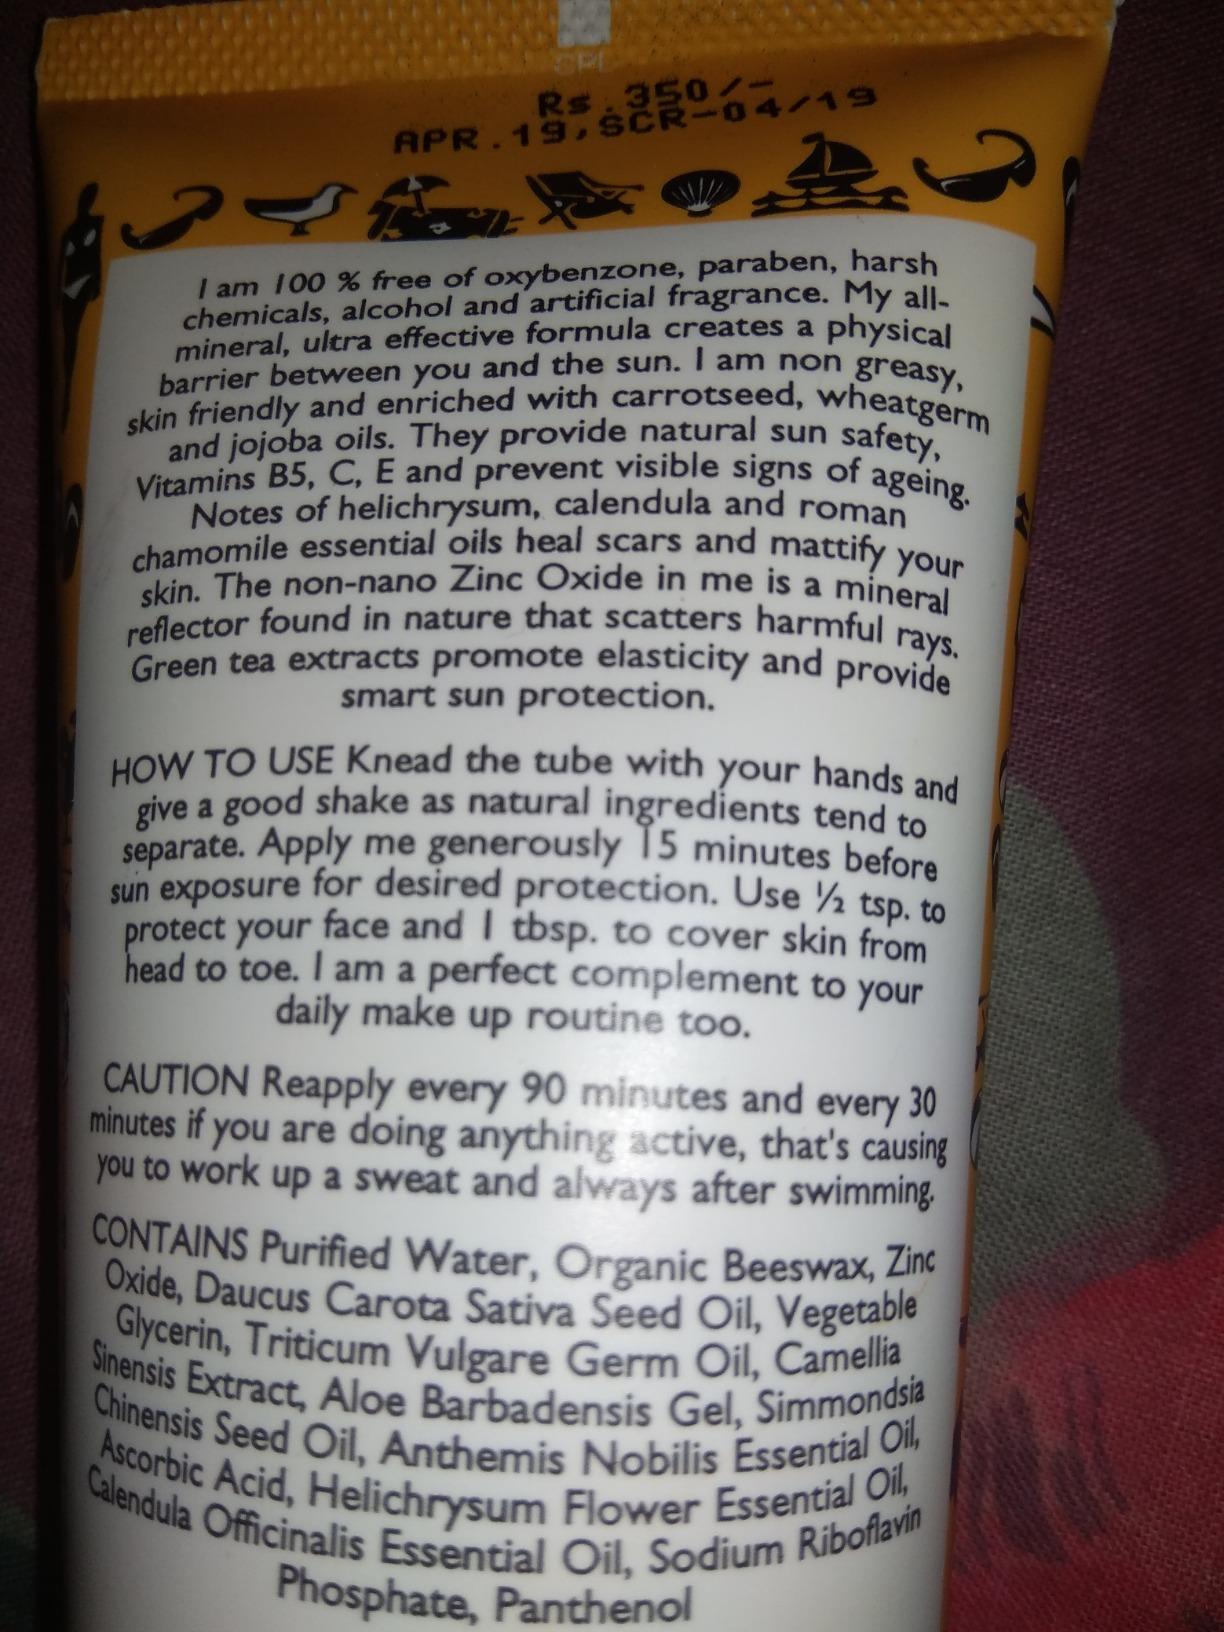 CPL
Rs.350/-
APR.19,SCR-04/19
I am 100 % free of oxybenzone, paraben, harsh
chemicals, alcohol and artificial fragrance. My all-
mineral, ultra effective formula creates a physical
barrier between you and the sun. I am non greasy,
skin friendly and enriched with carrotseed, wheatgerm
and jojoba oils. They provide natural sun safety,
Vitamins B5, C, E and prevent visible signs of ageing.
Notes of helichrysum, calendula and roman
chamomile essential oils heal scars and mattify your
skin. The non-nano Zinc Oxide in me is a mineral
reflector found in nature that scatters harmful rays.
Green tea extracts promote elasticity and provide
smart sun protection.
HOW TO USE Knead the tube with your hands and
give a good shake as natural ingredients tend to
separate. Apply me generously 15 minutes before
sun exposure for desired protection. Use ½ tsp. to
protect your face and 1 tbsp. to cover skin from
head to toe. I am a perfect complement to your
daily make up routine too.
CAUTION Reapply every 90 minutes and every 30
minutes if you are doing anything active, that's causing
you to work up a sweat and always after swimming.
CONTAINS Purified Water, Organic Beeswax, Zinc
Oxide, Daucus Carota Sativa Seed Oil, Vegetable
Glycerin, Triticum Vulgare Germ Oil, Camellia
Sinensis Extract, Aloe Barbadensis Gel, Simmondsia
Chinensis Seed Oil, Anthemis Nobilis Essential Oil,
Ascorbic Acid, Helichrysum Flower Essential Oil,
Calendula Officinalis Essential Oil, Sodium Riboflavin
Phosphate, Panthenol